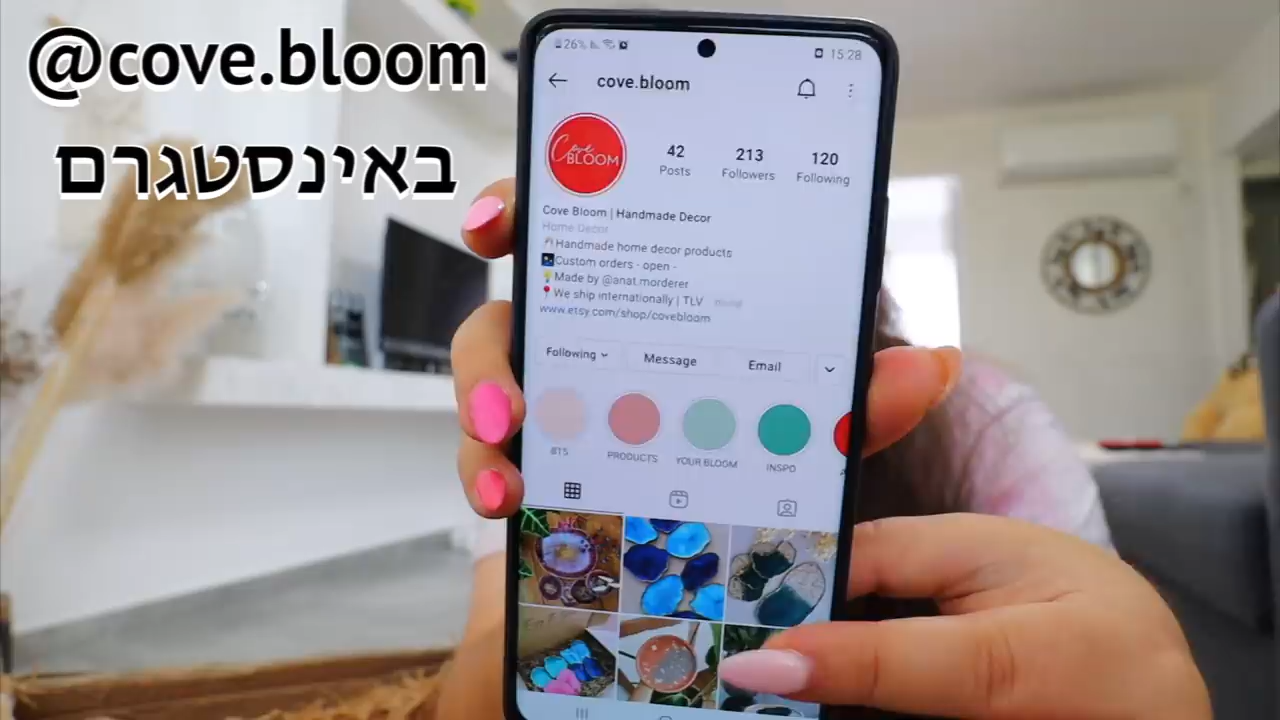 @cove.bloom
באינסטגרם
26%
15:28
cove.bloom
Cove BLOOM
42 213 120
Posts Followers Following
Cove Bloom | Handmade Decor
Home Decor
Handmade home decor products
Custom orders - open -
Made by @anat.morderer
We ship internationally | TLV more
www.etsy.com/shop/covebloom
Following Message Email
BTS PRODUCTS YOUR BLOOM INSPO